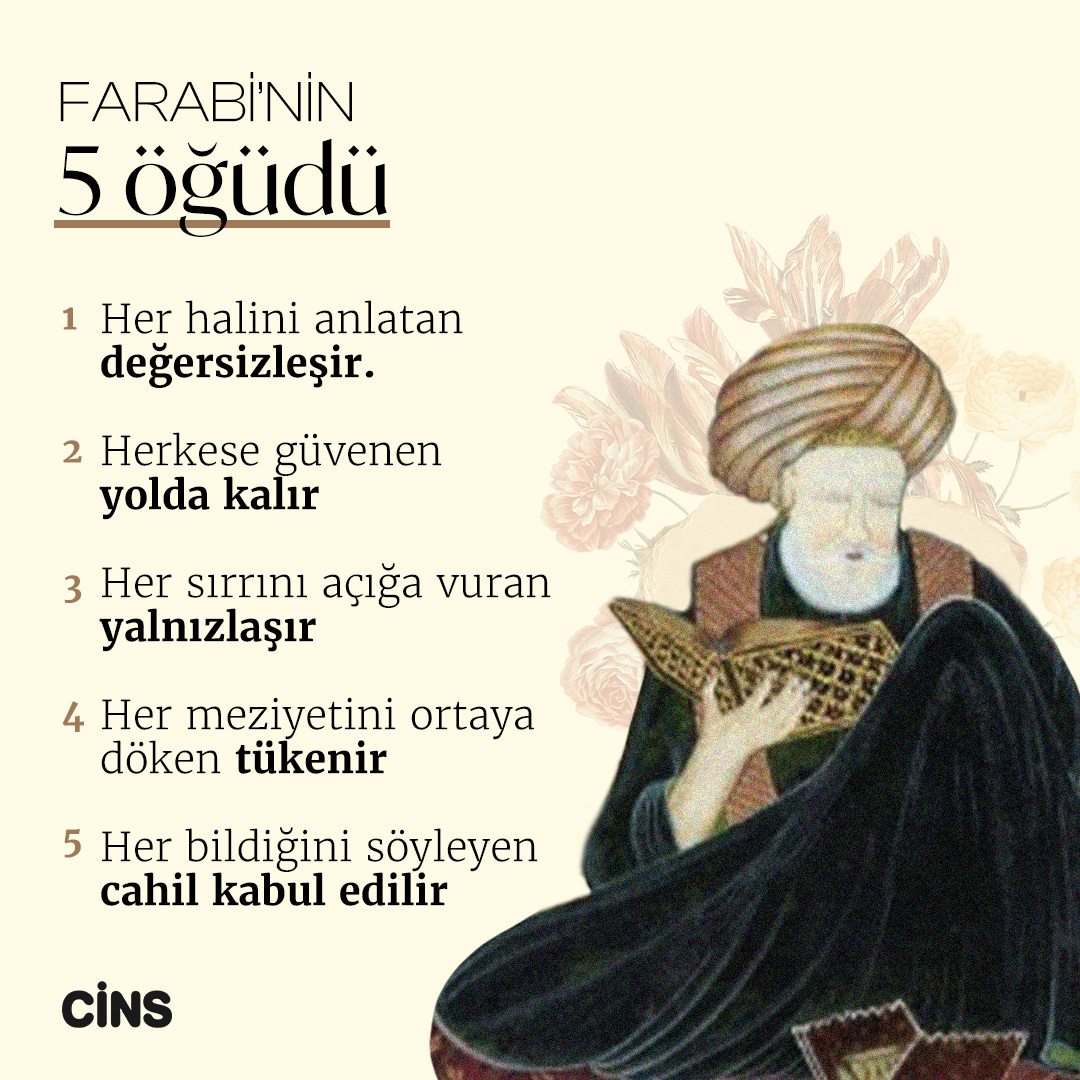 FARABİ'NİN
5 öğüdü
1 Her halini anlatan
değersizleşir.
2 Herkese güvenen
yolda kalır
3 Her sırrını açığa vuran
yalnızlaşır
4 Her meziyetini ortaya
döken tükenir
5 Her bildiğini söyleyen
cahil kabul edilir
CİNS